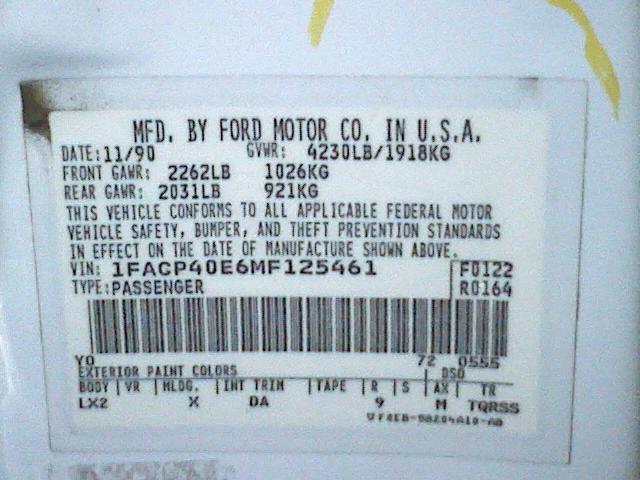 MFD. BY FORD MOTOR CO. IN U.S.A.
DATE:11/90 GVWR: 4230LB/1918KG
FRONT GAWR: 2262LB 1026KG
REAR GAWR: 2031LB 921KG
THIS VEHICLE CONFORMS TO ALL APPLICABLE FEDERAL MOTOR
VEHICLE SAFETY, BUMPER, AND THEFT PREVENTION STANDARDS
IN EFFECT ON THE DATE OF MANUFACTURE SHOWN ABOVE.
VIN: 1FACP40E6MF125461 F0122
TYPE:PASSENGER R0164
YO 72 0555
EXTERIOR PAINT COLORS DSO
BODY VR MLDG. INT TRIM TAPE R S AX TR
LX2 X DA 9 M TQRSS